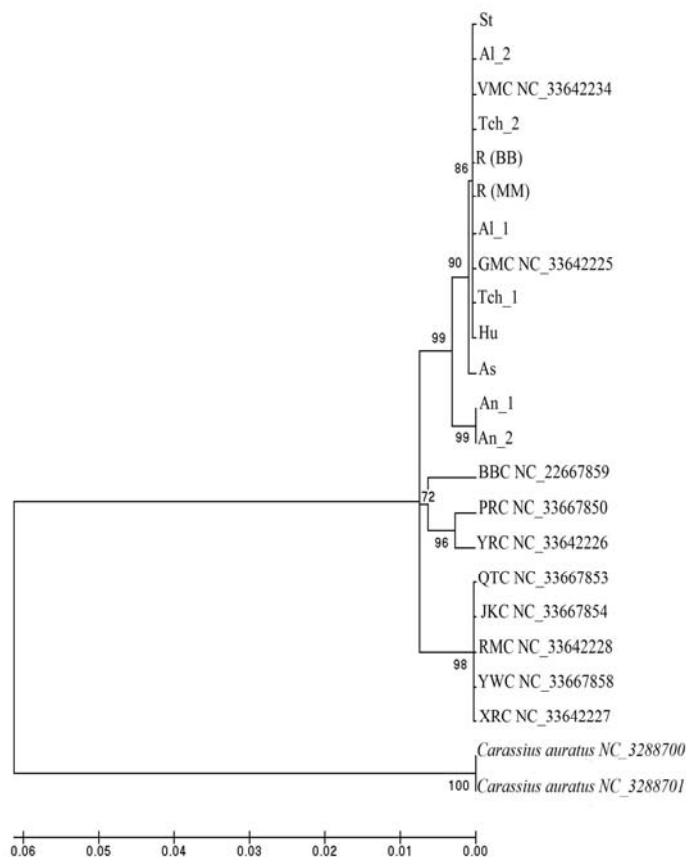 St
Al_2
VMC NC_33642234
Tch_2
R (BB)
86
R (MM)
Al_1
GMC NC_33642225
90
Tch_1
Hu
99
As
An_1
An_2
99
BBC NC_22667859
72
PRC NC_33667850
YRC NC_33642226
96
QTC NC_33667853
JKC NC_33667854
RMC NC_33642228
98
YWC NC_33667858
XRC NC_33642227
Carassius auratus NC_3288700
Carassius auratus NC_3288701
100
0.06 0.05 0.04 0.03 0.02 0.01 0.00